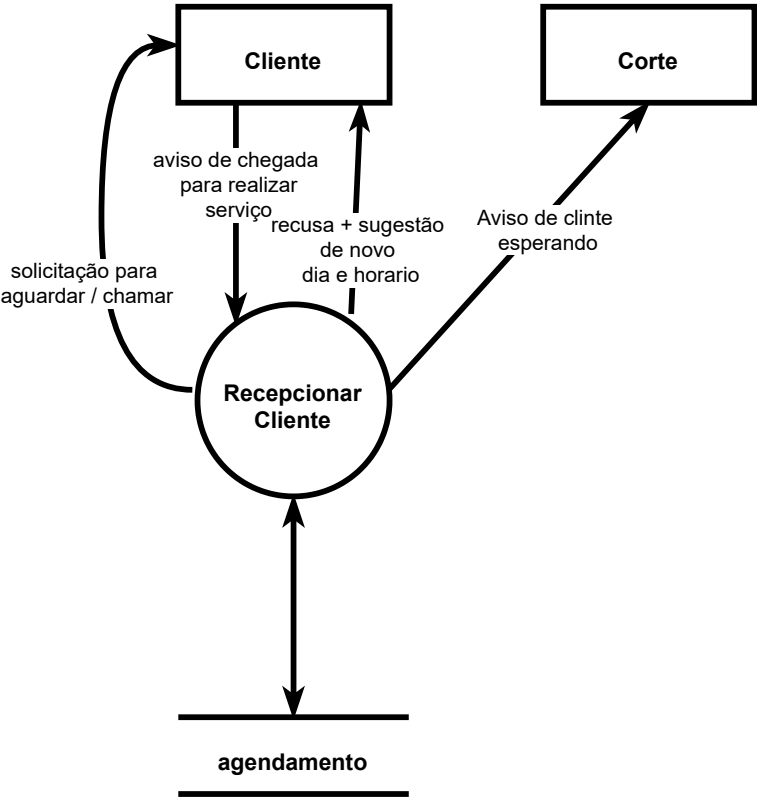 Cliente
Corte
aviso de chegada
para realizar
serviço
recusa + sugestão
de novo
dia e horario
Aviso de clinte
esperando
solicitação para
aguardar / chamar
Recepcionar
Cliente
agendamento